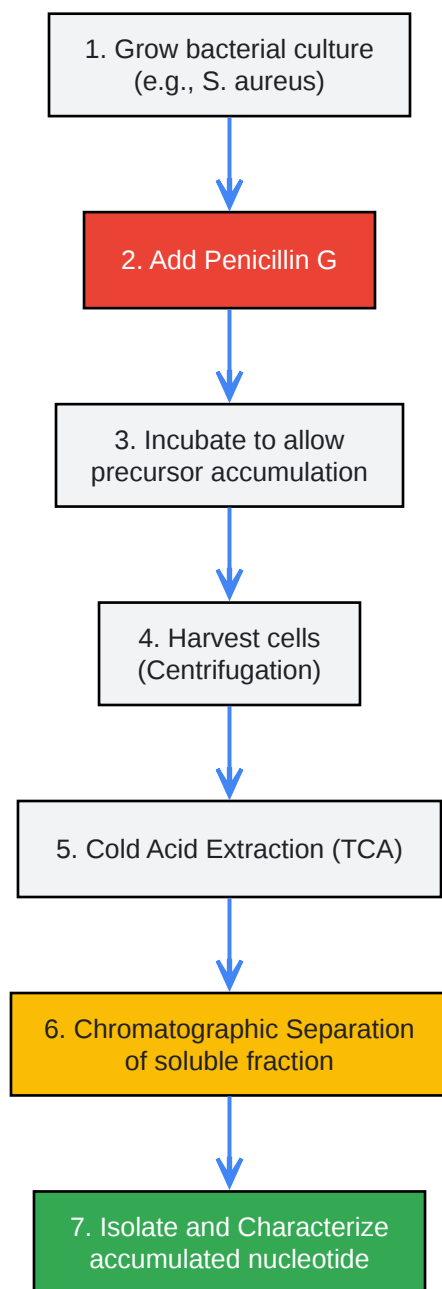 1. Grow bacterial culture
(e.g., S. aureus)
2. Add Penicillin G
3. Incubate to allow
precursor accumulation
4. Harvest cells
(Centrifugation)
5. Cold Acid Extraction (TCA)
6. Chromatographic Separation
of soluble fraction
7. Isolate and Characterize
accumulated nucleotide